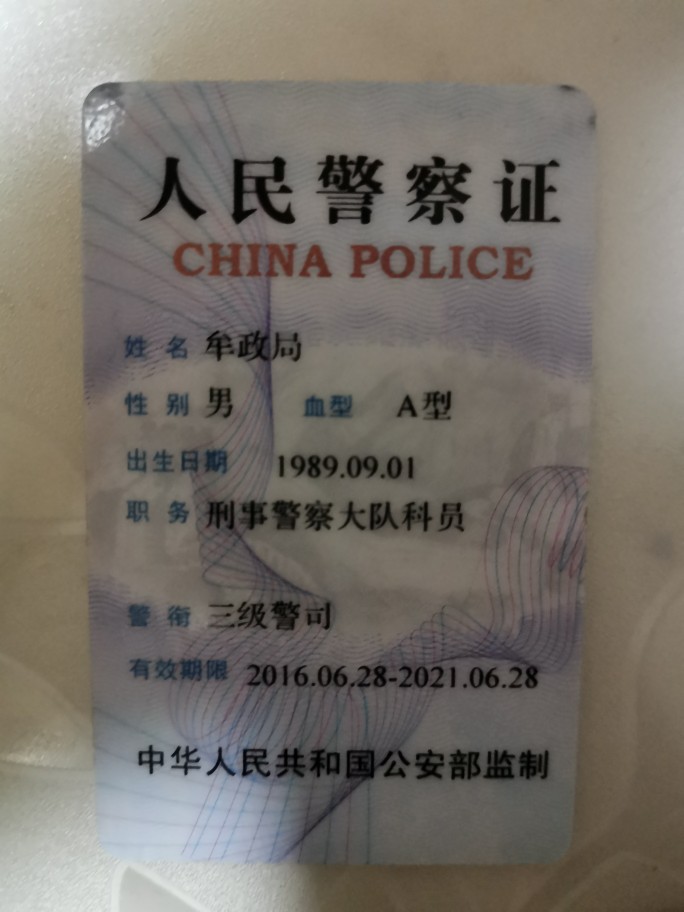 人民警察证
CHINA POLICE
姓 名 牟政局
性 别 男 血型 A型
出生日期 1989.09.01
职 务 刑事警察大队科员
警 衔 三级警司
有效期限 2016.06.28-2021.06.28
中华人民共和国公安部监制